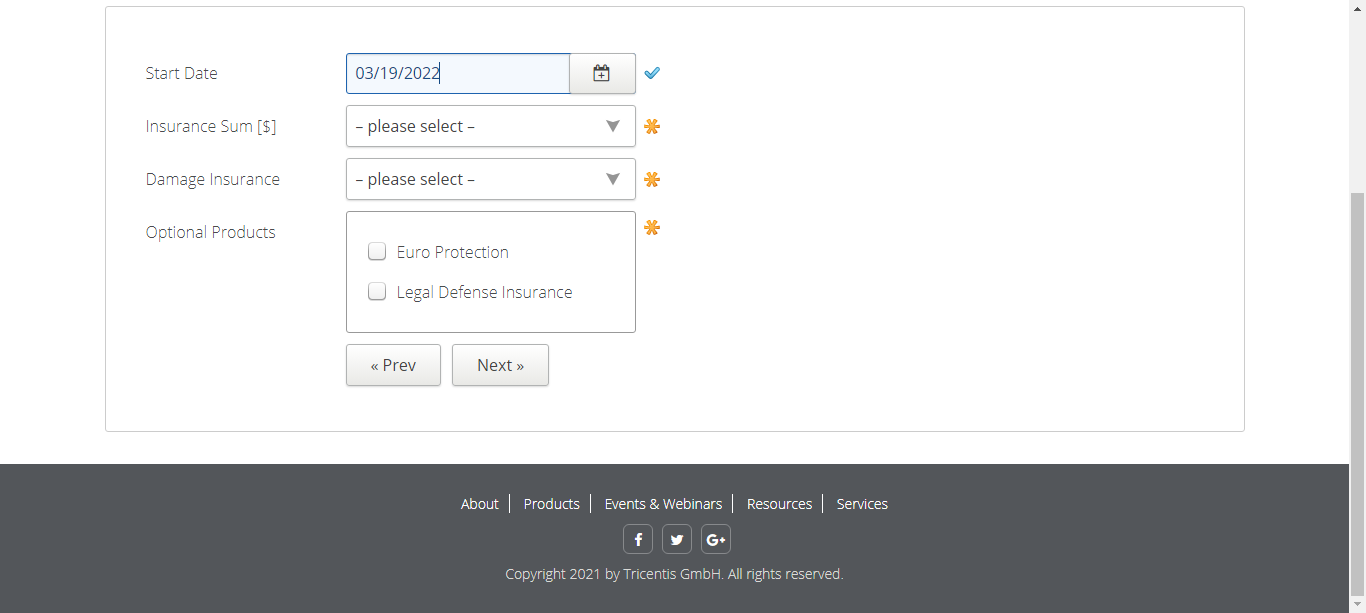 Start Date 03/19/2022
Insurance Sum [$] – please select –
Damage Insurance – please select –
Optional Products
Euro Protection
Legal Defense Insurance
« Prev Next »
About Products Events & Webinars Resources Services
f G+
Copyright 2021 by Tricentis GmbH. All rights reserved.